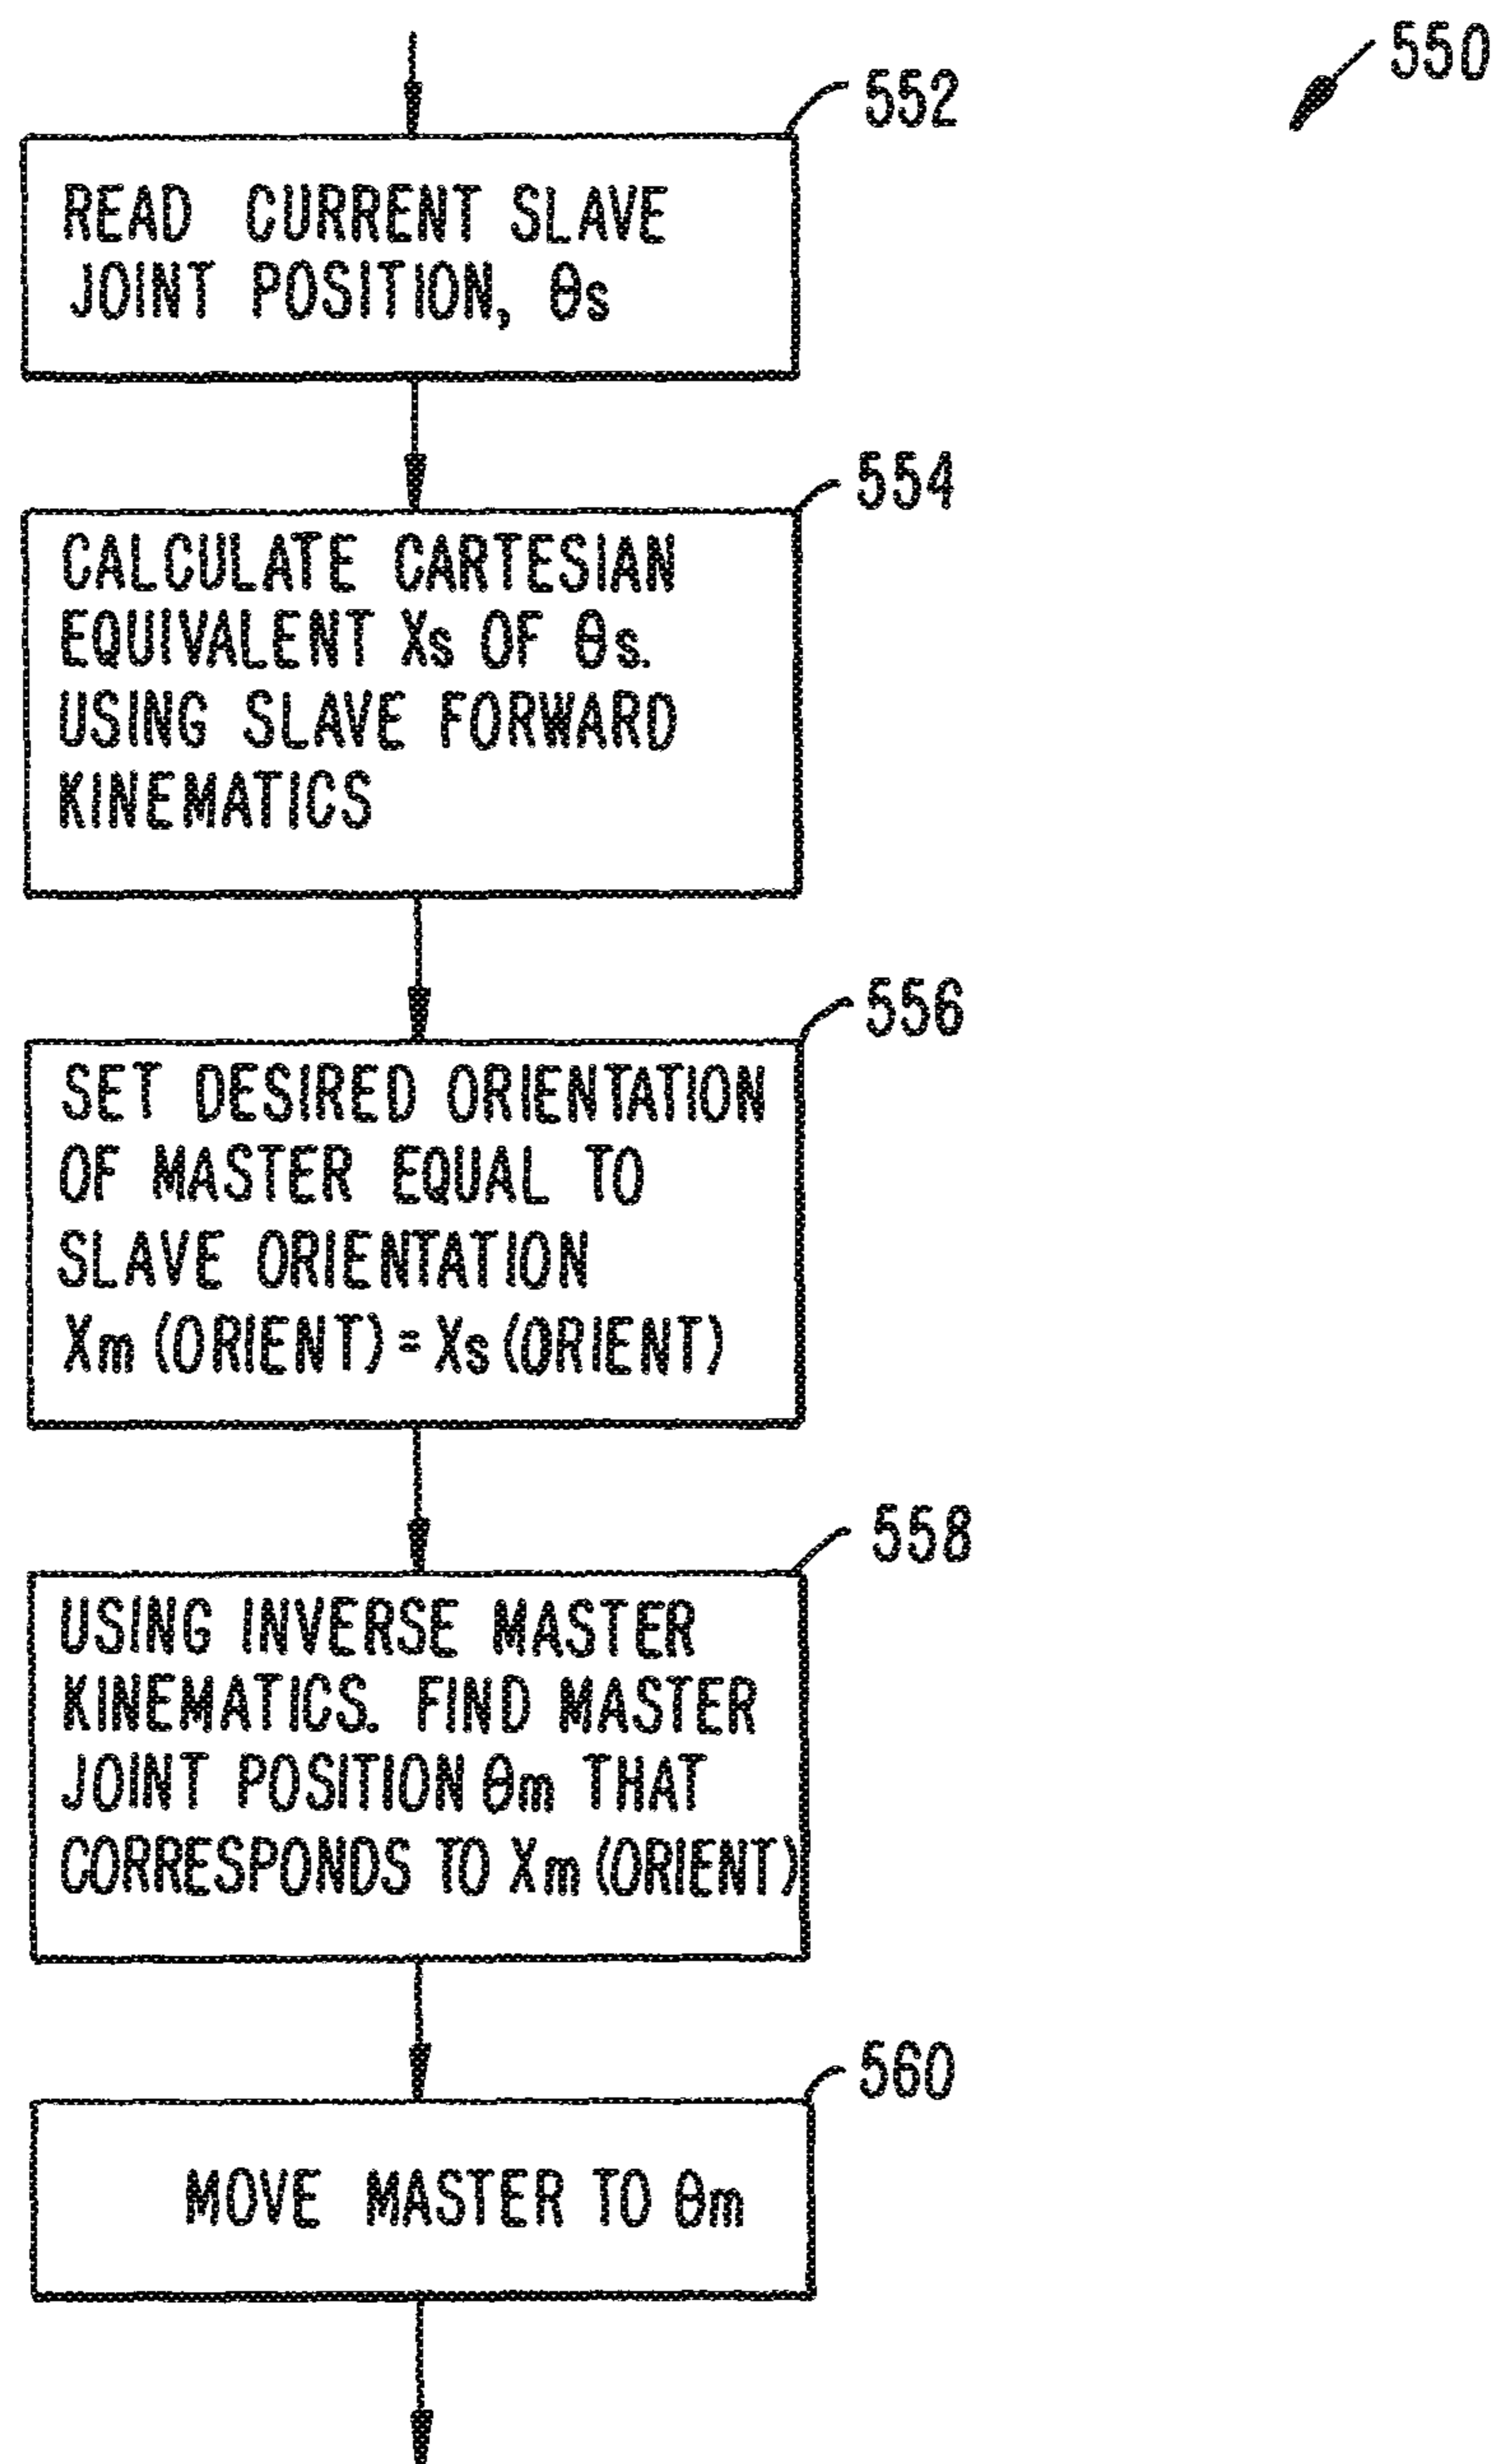 550
552
READ CURRENT SLAVE
JOINT POSITION, θs
554
CALCULATE CARTESIAN
EQUIVALENT Xs OF θs.
USING SLAVE FORWARD
KINEMATICS
556
SET DESIRED ORIENTATION
OF MASTER EQUAL TO
SLAVE ORIENTATION
Xm (ORIENT) = Xs (ORIENT)
558
USING INVERSE MASTER
KINEMATICS. FIND MASTER
JOINT POSITION θm THAT
CORRESPONDS TO Xm (ORIENT)
560
MOVE MASTER TO θm